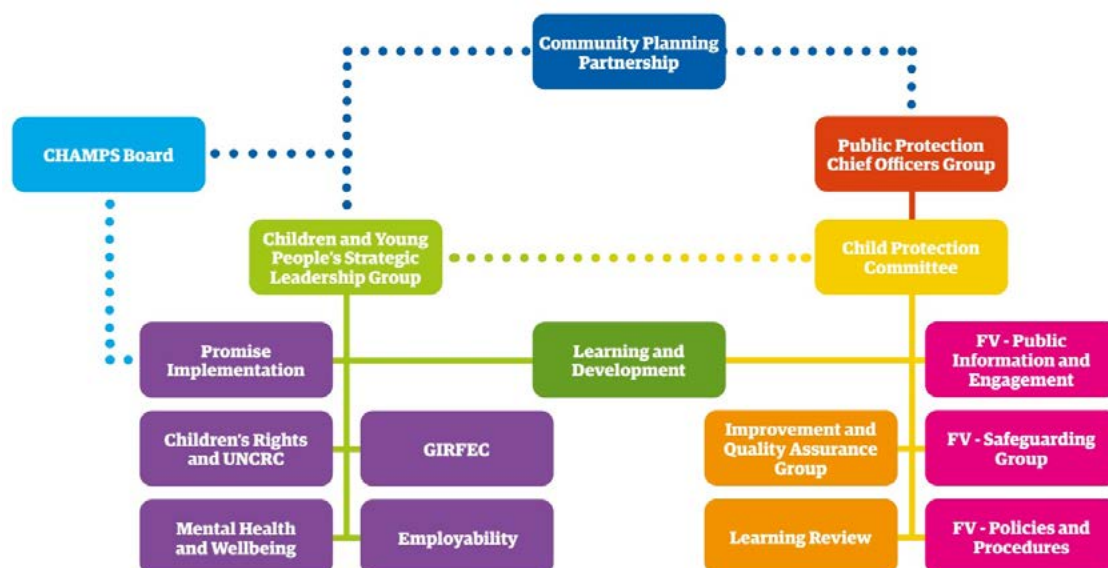 Community Planning
Partnership
CHAMPS Board
Public Protection
Chief Officers Group
Children and Young
People's Strategic
Leadership Group
Child Protection
Committee
Promise
Implementation
Learning and
Development
FV - Public
Information and
Engagement
Children's Rights
and UNCRC
GIRFEC
Improvement and
Quality Assurance
Group
FV - Safeguarding
Group
Mental Health
and Wellbeing
Employability
Learning Review
FV - Policies and
Procedures